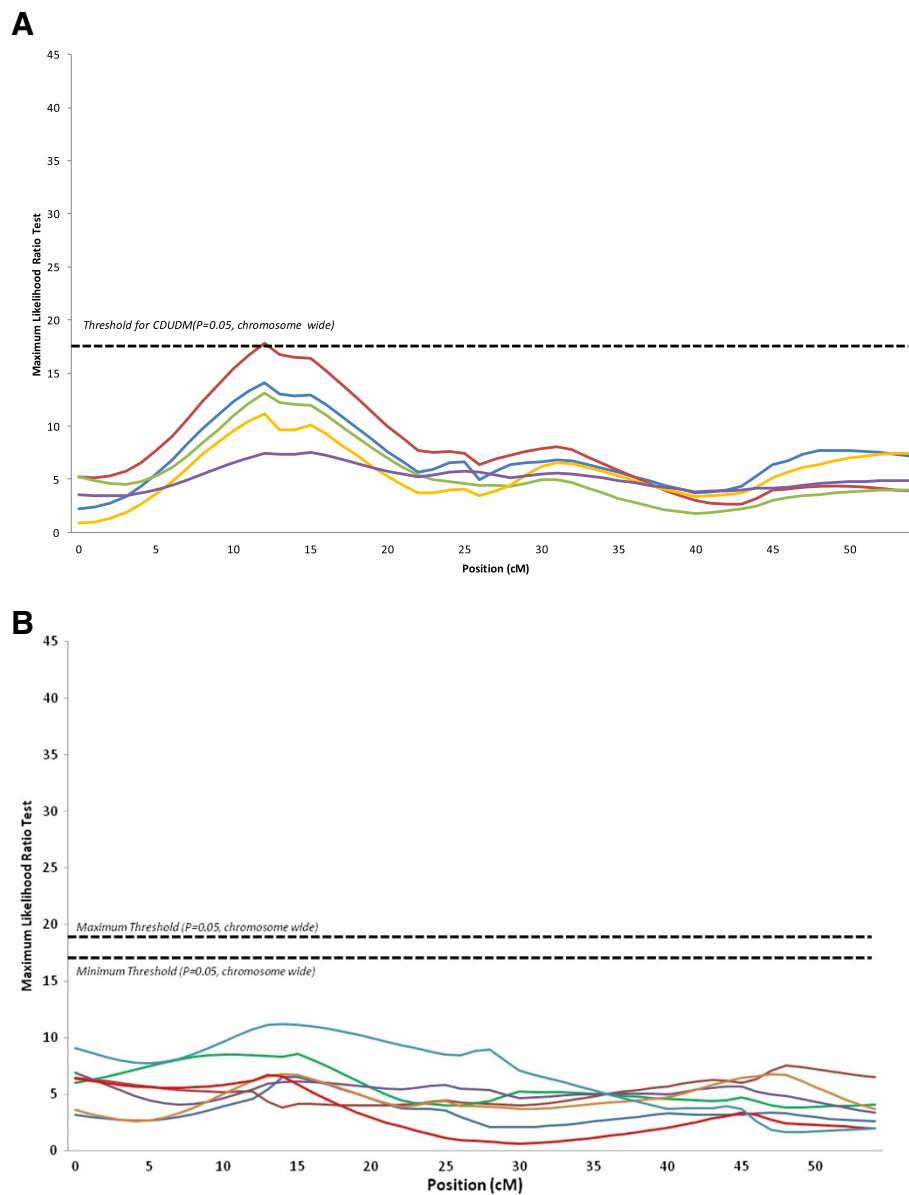 A
45
40
35
30
25
20
15
10
5
0
Maximum Likelihood Ratio Test
Threshold for CDUDM(P=0.05, chromosome wide)
0 5 10 15 20 25 30 35 40 45 50
Position (cM)
B
45
40
35
30
25
20
15
10
5
0
Maximum Likelihood Ratio Test
Maximum Threshold (P=0.05, chromosome wide)
Minimum Threshold (P=0.05, chromosome wide)
0 5 10 15 20 25 30 35 40 45 50
Position (cM)